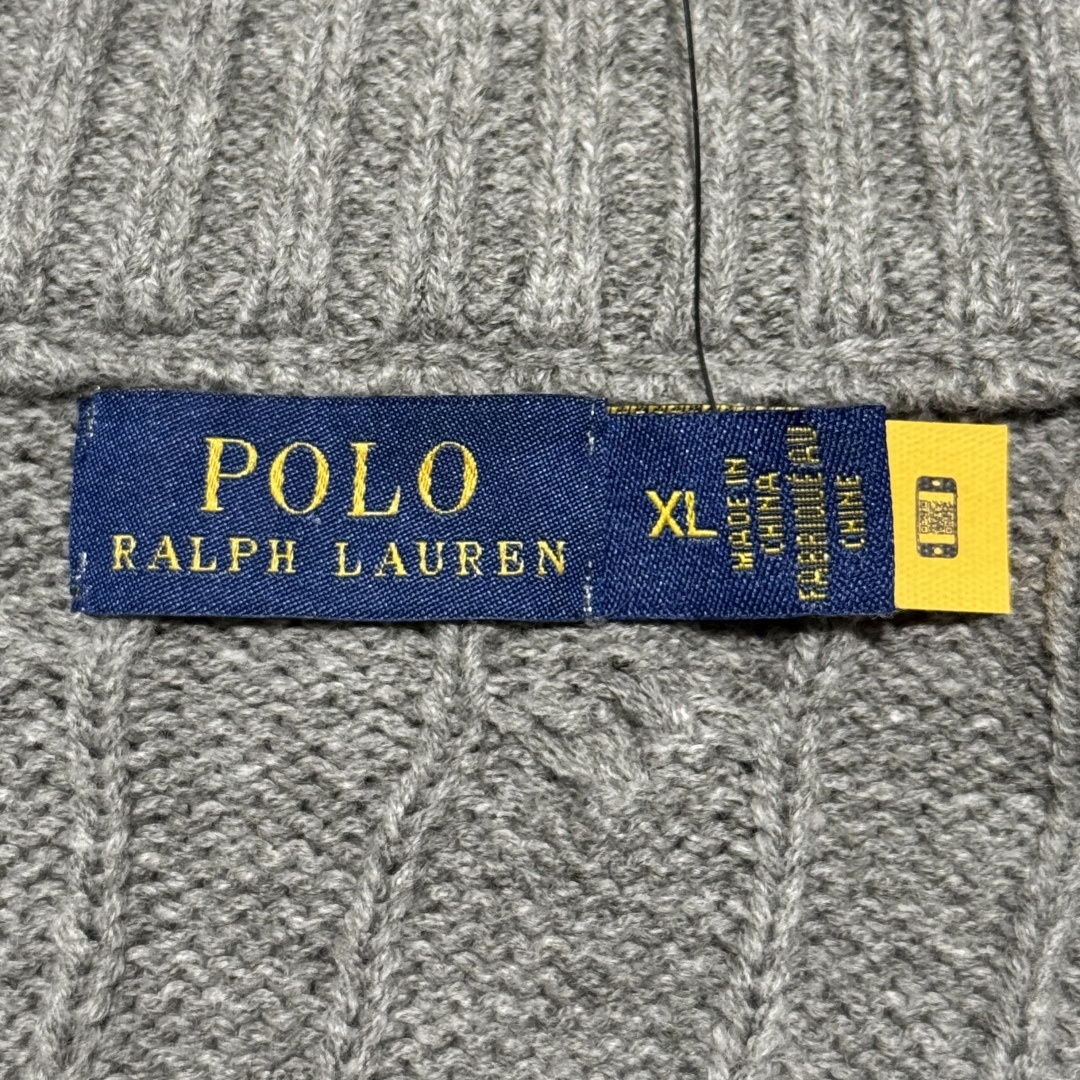 POLO
RALPH LAUREN
XL
MADE IN
CHINA
FABRIQUÉ AU
CHINE